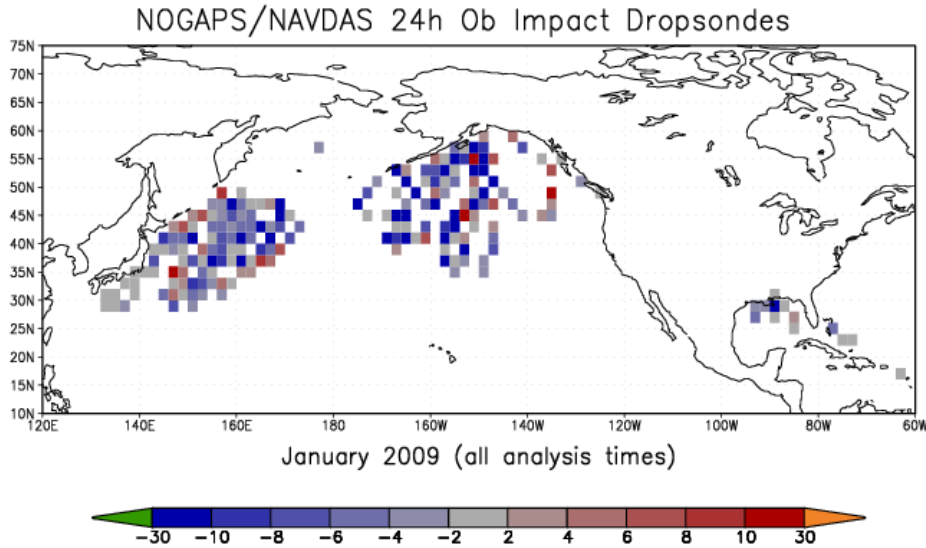 NOGAPS/NAVDAS 24h Ob Impact Dropsondes
75N
70N
65N
60N
55N
50N
45N
40N
35N
30N
25N
20N
15N
10N
120E 140E 160E 180 160W 140W 120W 100W 80W 60W
January 2009 (all analysis times)
-30 -10 -8 -6 -4 -2 2 4 6 8 10 30